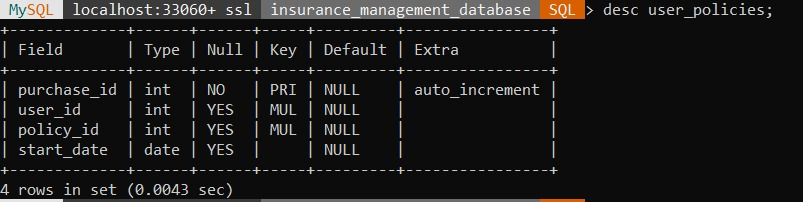 MySQL localhost:33060+ ssl insurance_management_database SQL > desc user_policies;
+-------------+------+------+-----+---------+----------------+
| Field       | Type | Null | Key | Default | Extra          |
+-------------+------+------+-----+---------+----------------+
| purchase_id | int  | NO   | PRI | NULL    | auto_increment |
| user_id     | int  | YES  | MUL | NULL    |                |
| policy_id   | int  | YES  | MUL | NULL    |                |
| start_date  | date | YES  |     | NULL    |                |
+-------------+------+------+-----+---------+----------------+
4 rows in set (0.0043 sec)